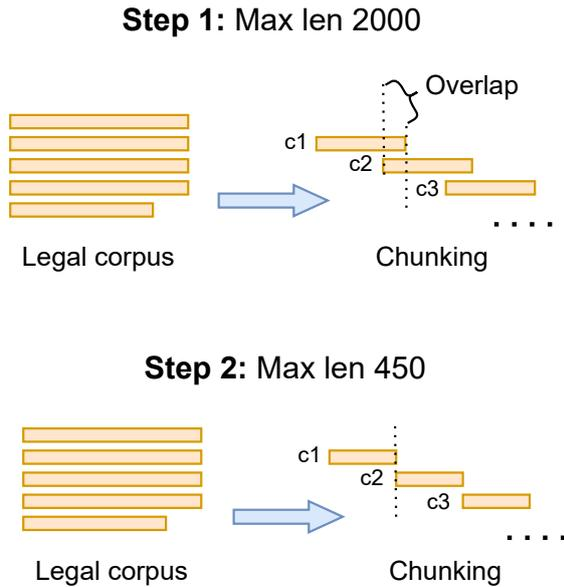 Step 1: Max len 2000
Overlap
c1
c2
c3
. . . .
Legal corpus
Chunking
Step 2: Max len 450
c1
c2
c3
. . . .
Legal corpus
Chunking